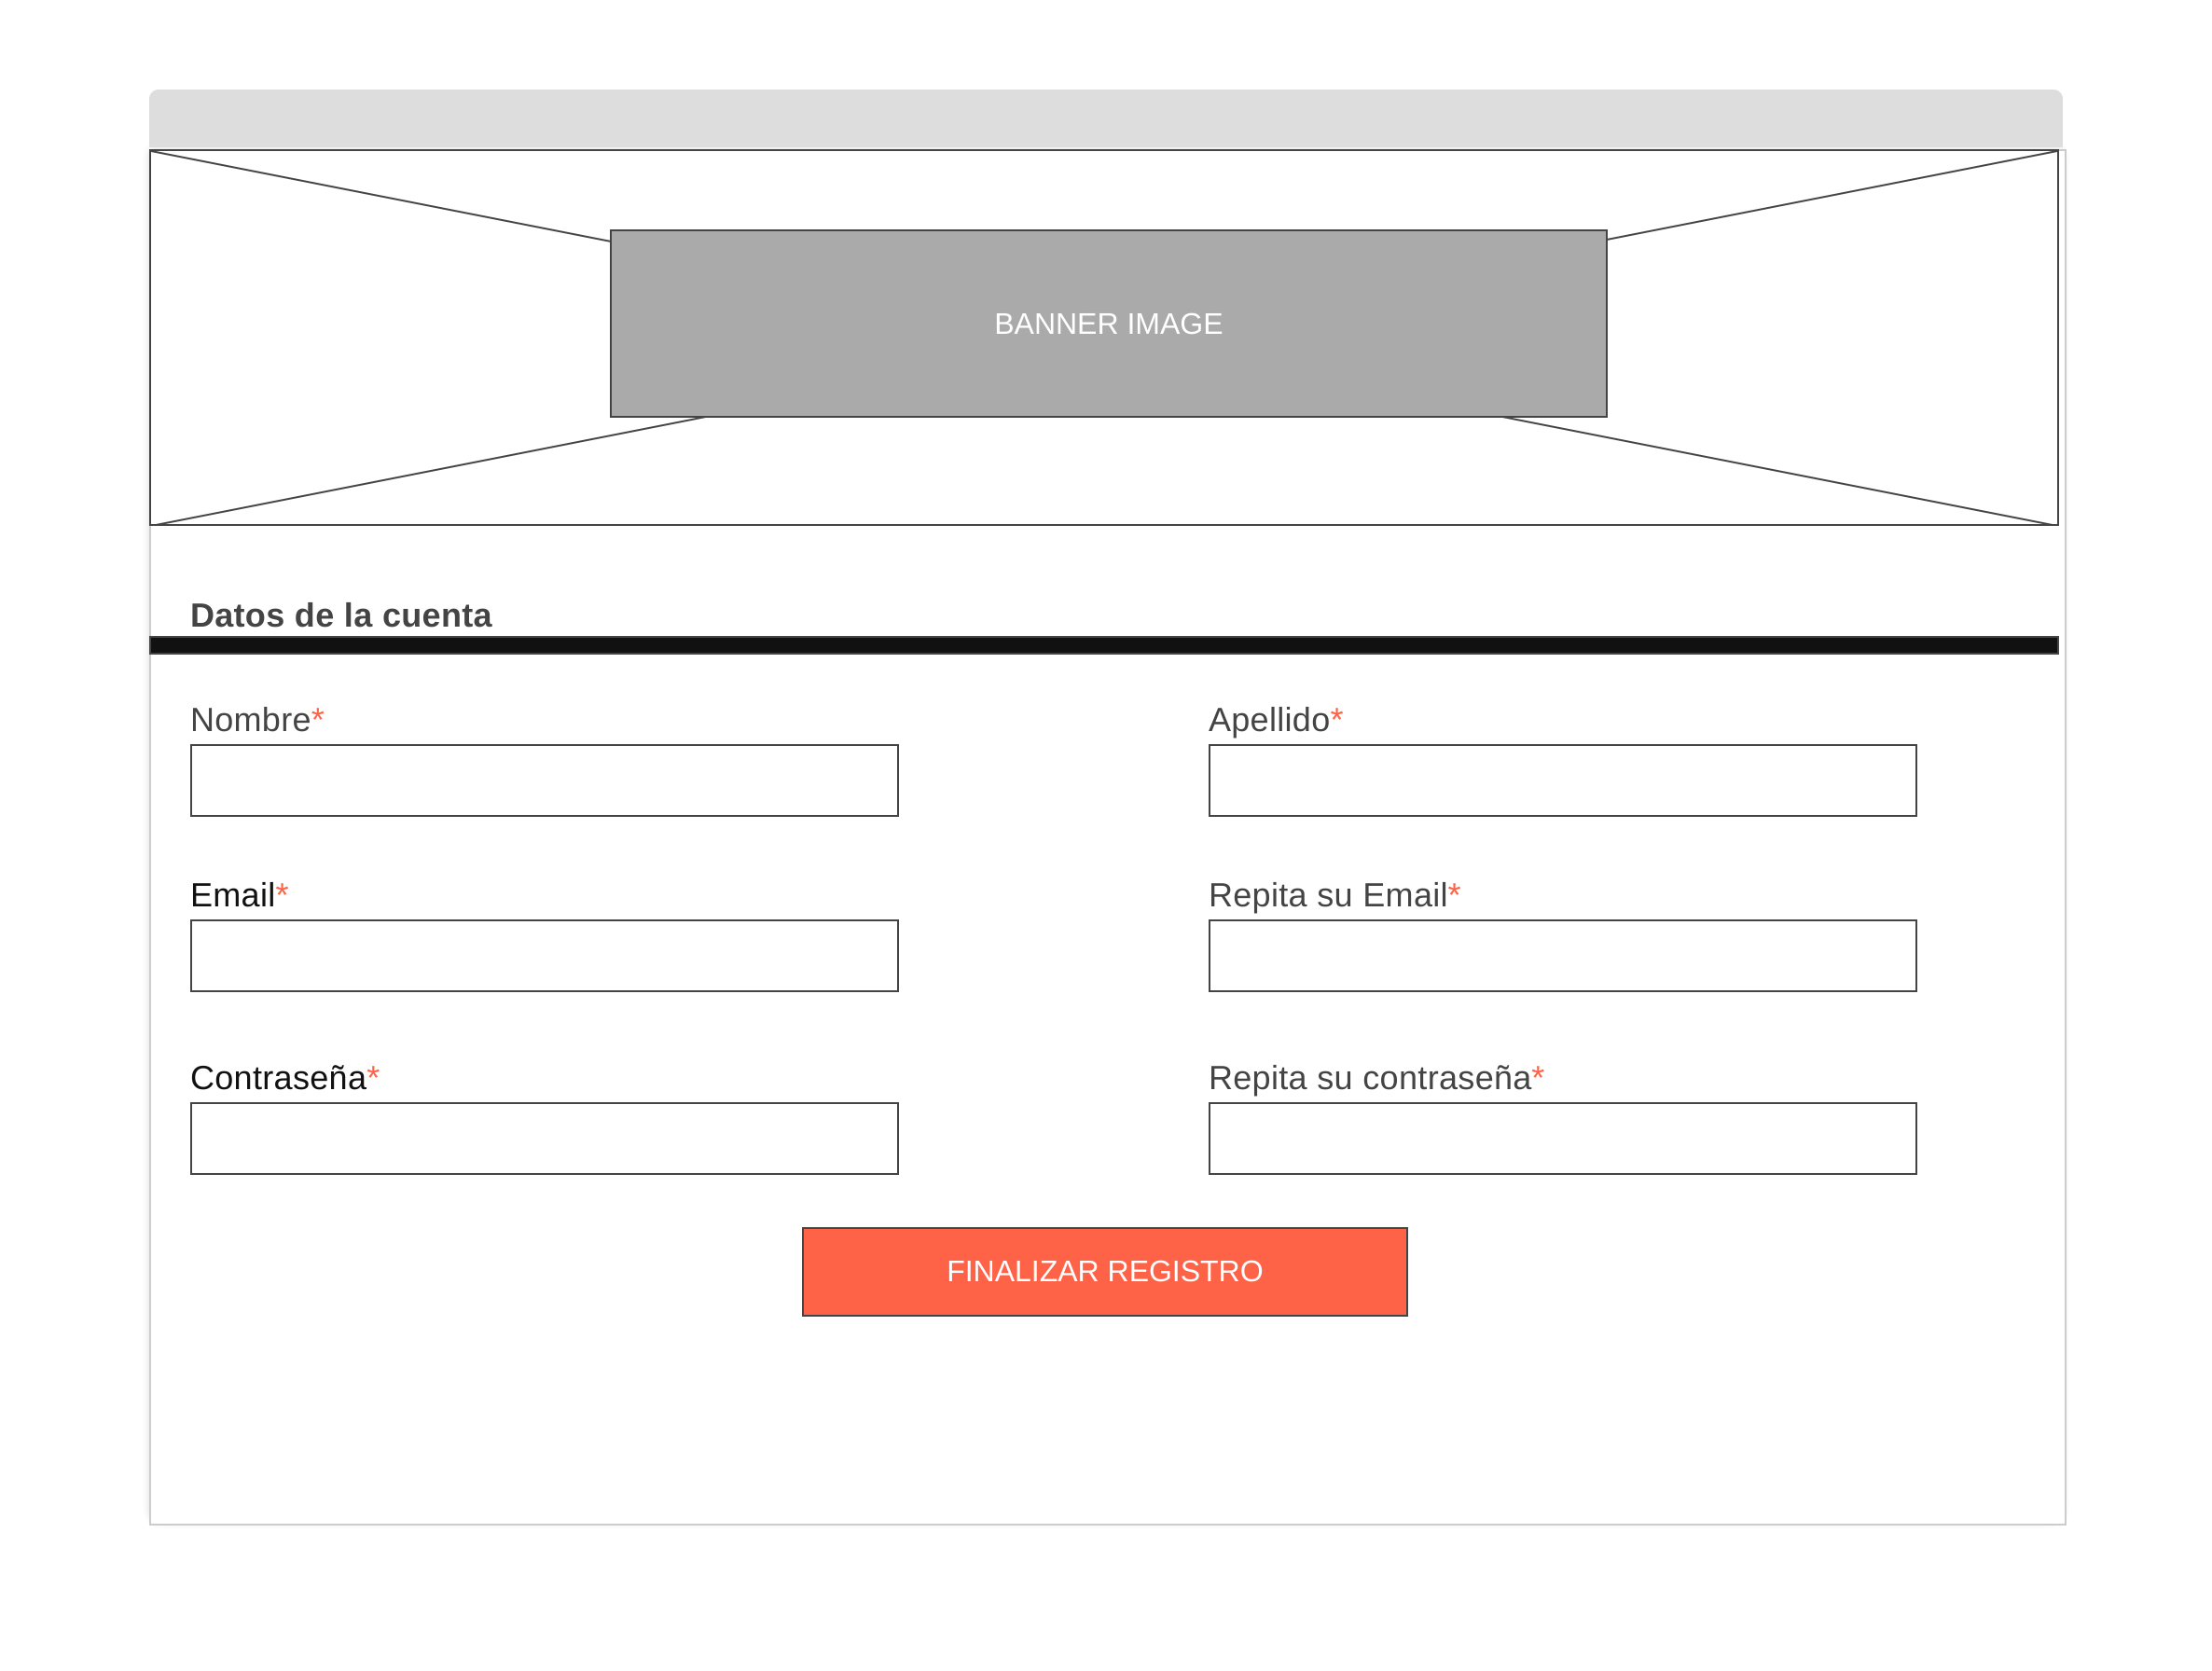 BANNER IMAGE
Datos de la cuenta
Nombre*
Apellido*
Email*
Repita su Email*
Contraseña*
Repita su contraseña*
FINALIZAR REGISTRO